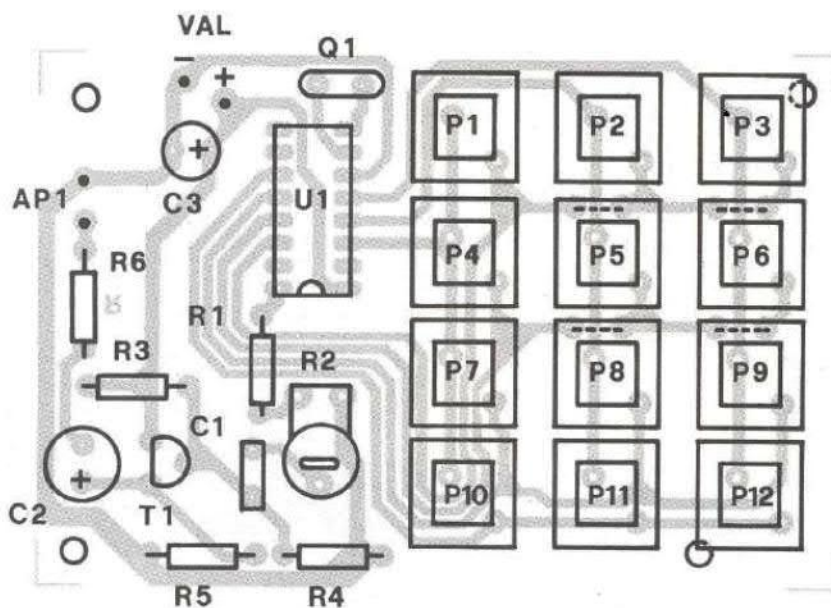 VAL
- +
Q1
P1 P2 P3
+
AP1
C3
U1
R6
P4 P5 P6
R1
R3
R2
P7 P8 P9
C1
+
C2
T1
P10 P11 P12
R5
R4